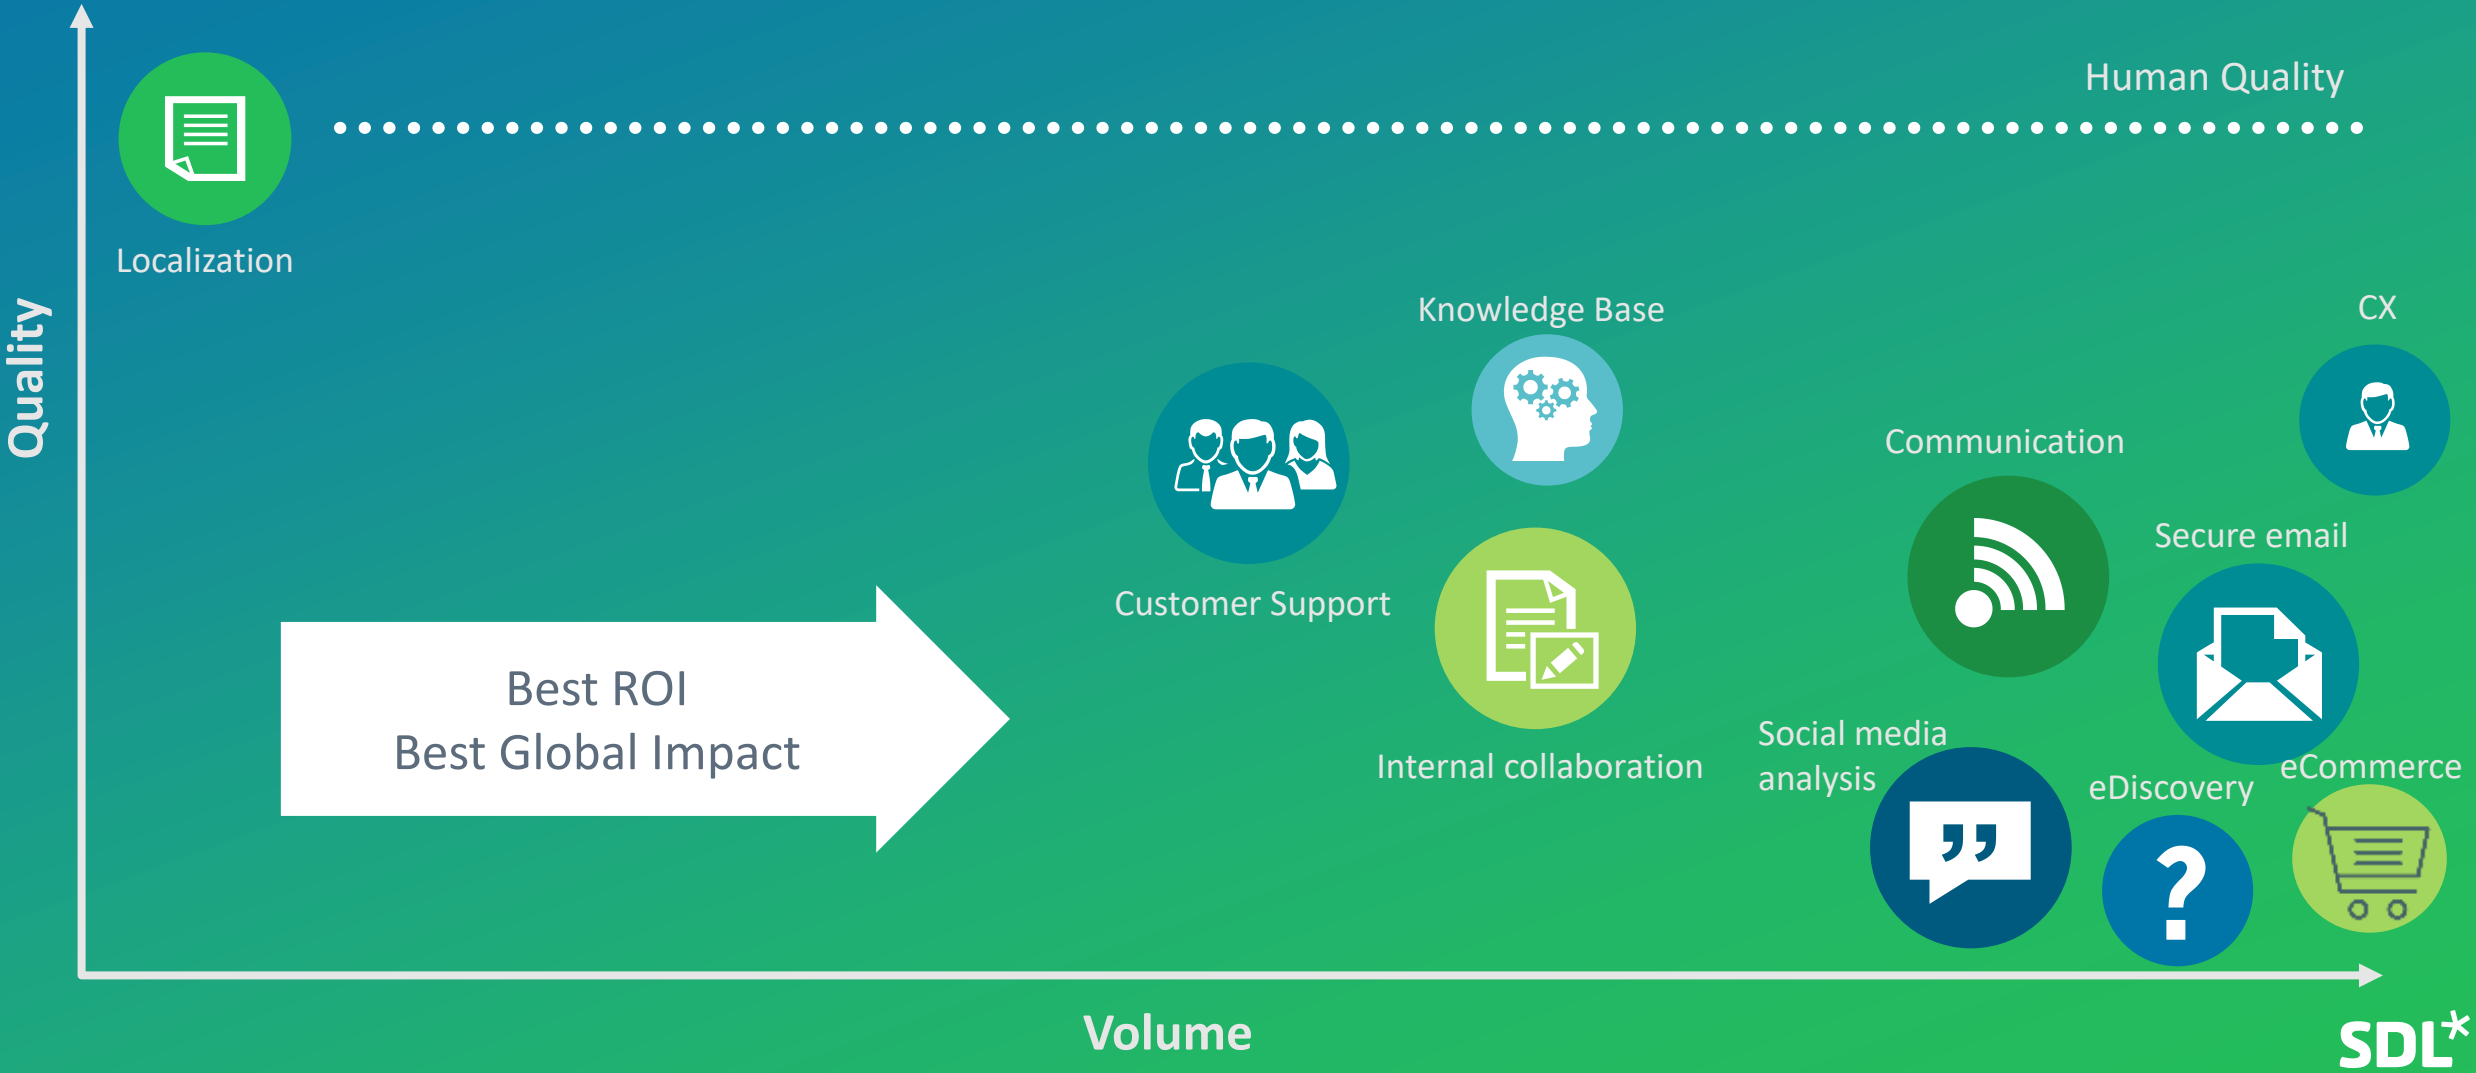 Human Quality
Localization
Quality
Knowledge Base
CX
Communication
Secure email
Customer Support
Best ROI
Best Global Impact
Internal collaboration
Social media
analysis
eDiscovery
eCommerce
Volume
SDL*